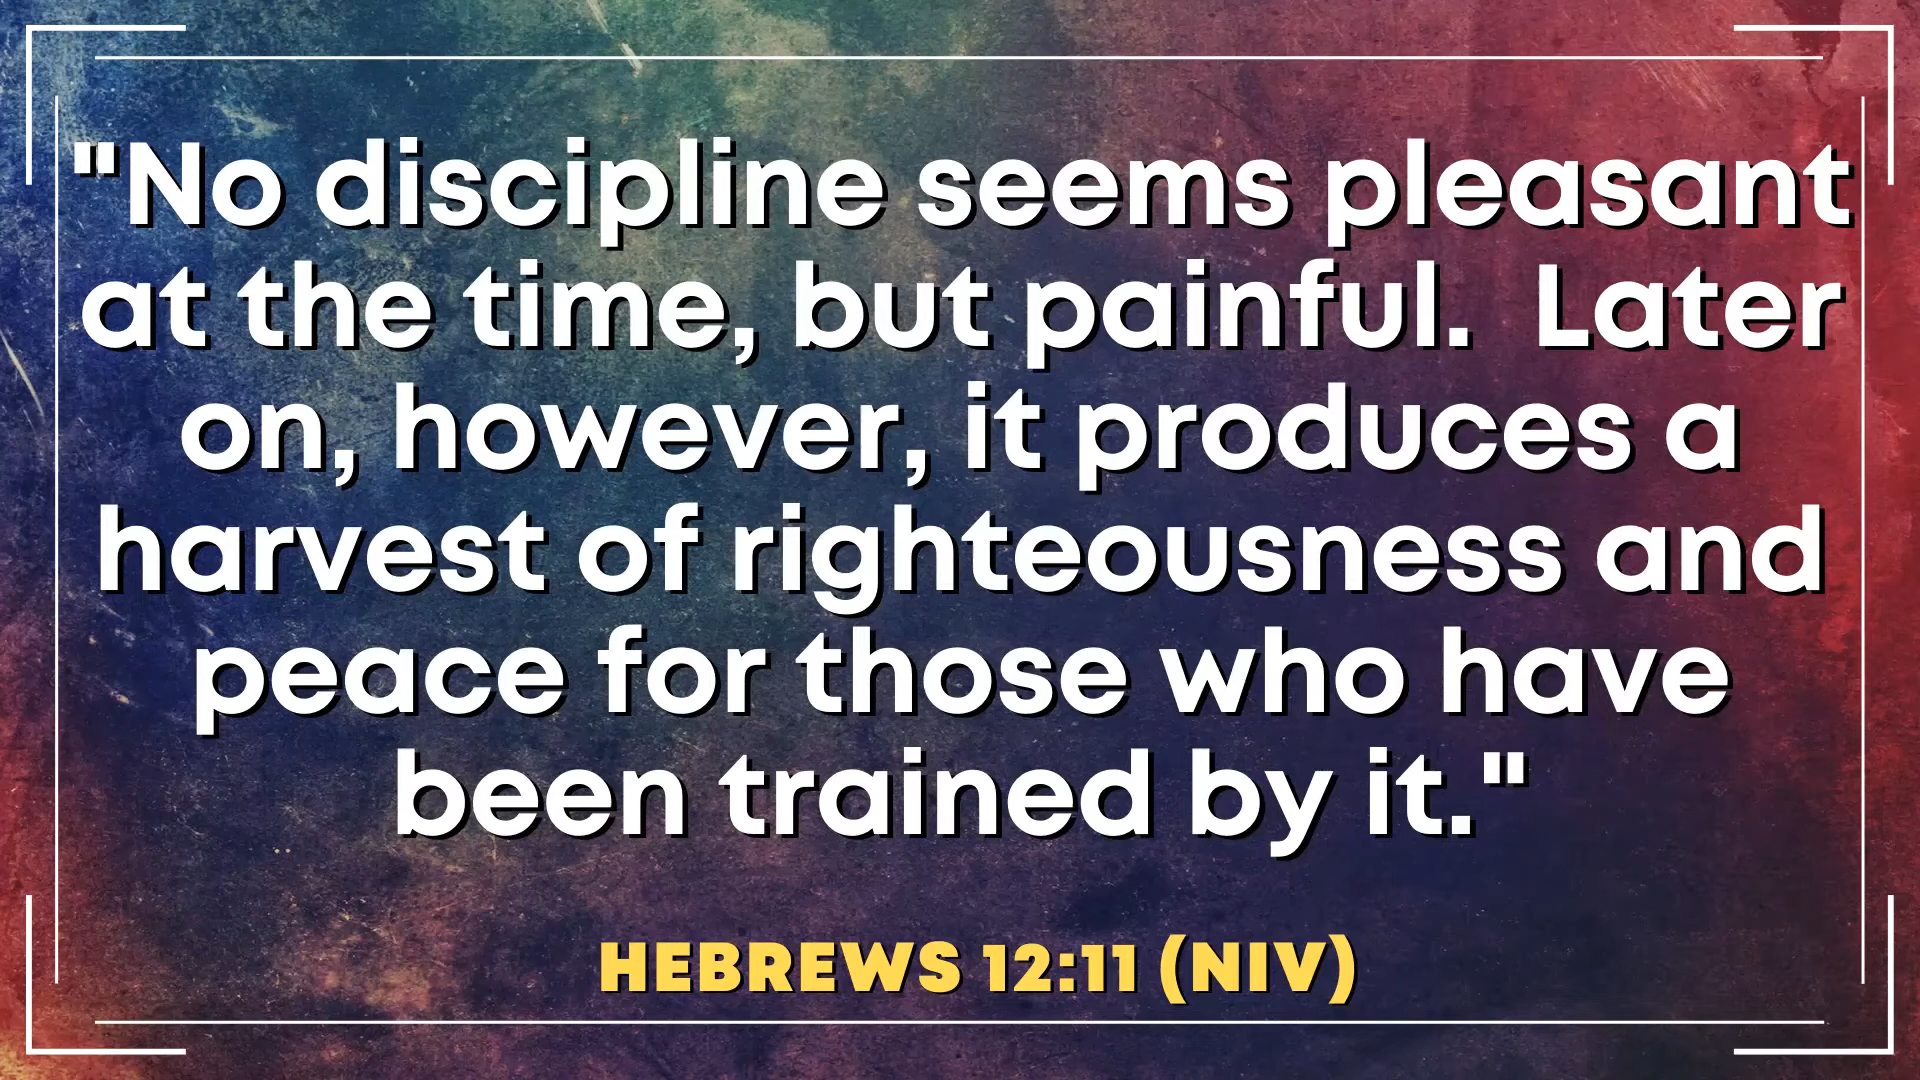 "No discipline seems pleasant
at the time, but painful.  Later
on, however, it produces a
harvest of righteousness and
peace for those who have
been trained by it."
HEBREWS 12:11 (NIV)